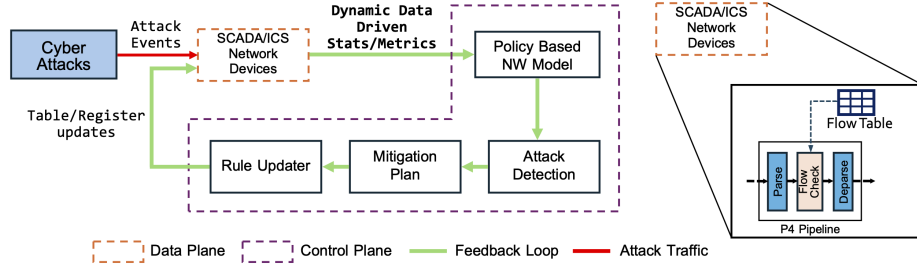 Cyber
Attacks
Attack
Events
SCADA/ICS
Network
Devices
Dynamic Data
Driven
Stats/Metrics
Policy Based
NW Model
Table/Register
updates
Rule Updater
Mitigation
Plan
Attack
Detection
SCADA/ICS
Network
Devices
Flow Table
Parse
Flow
Check
Deparse
P4 Pipeline
Data Plane
Control Plane
Feedback Loop
Attack Traffic